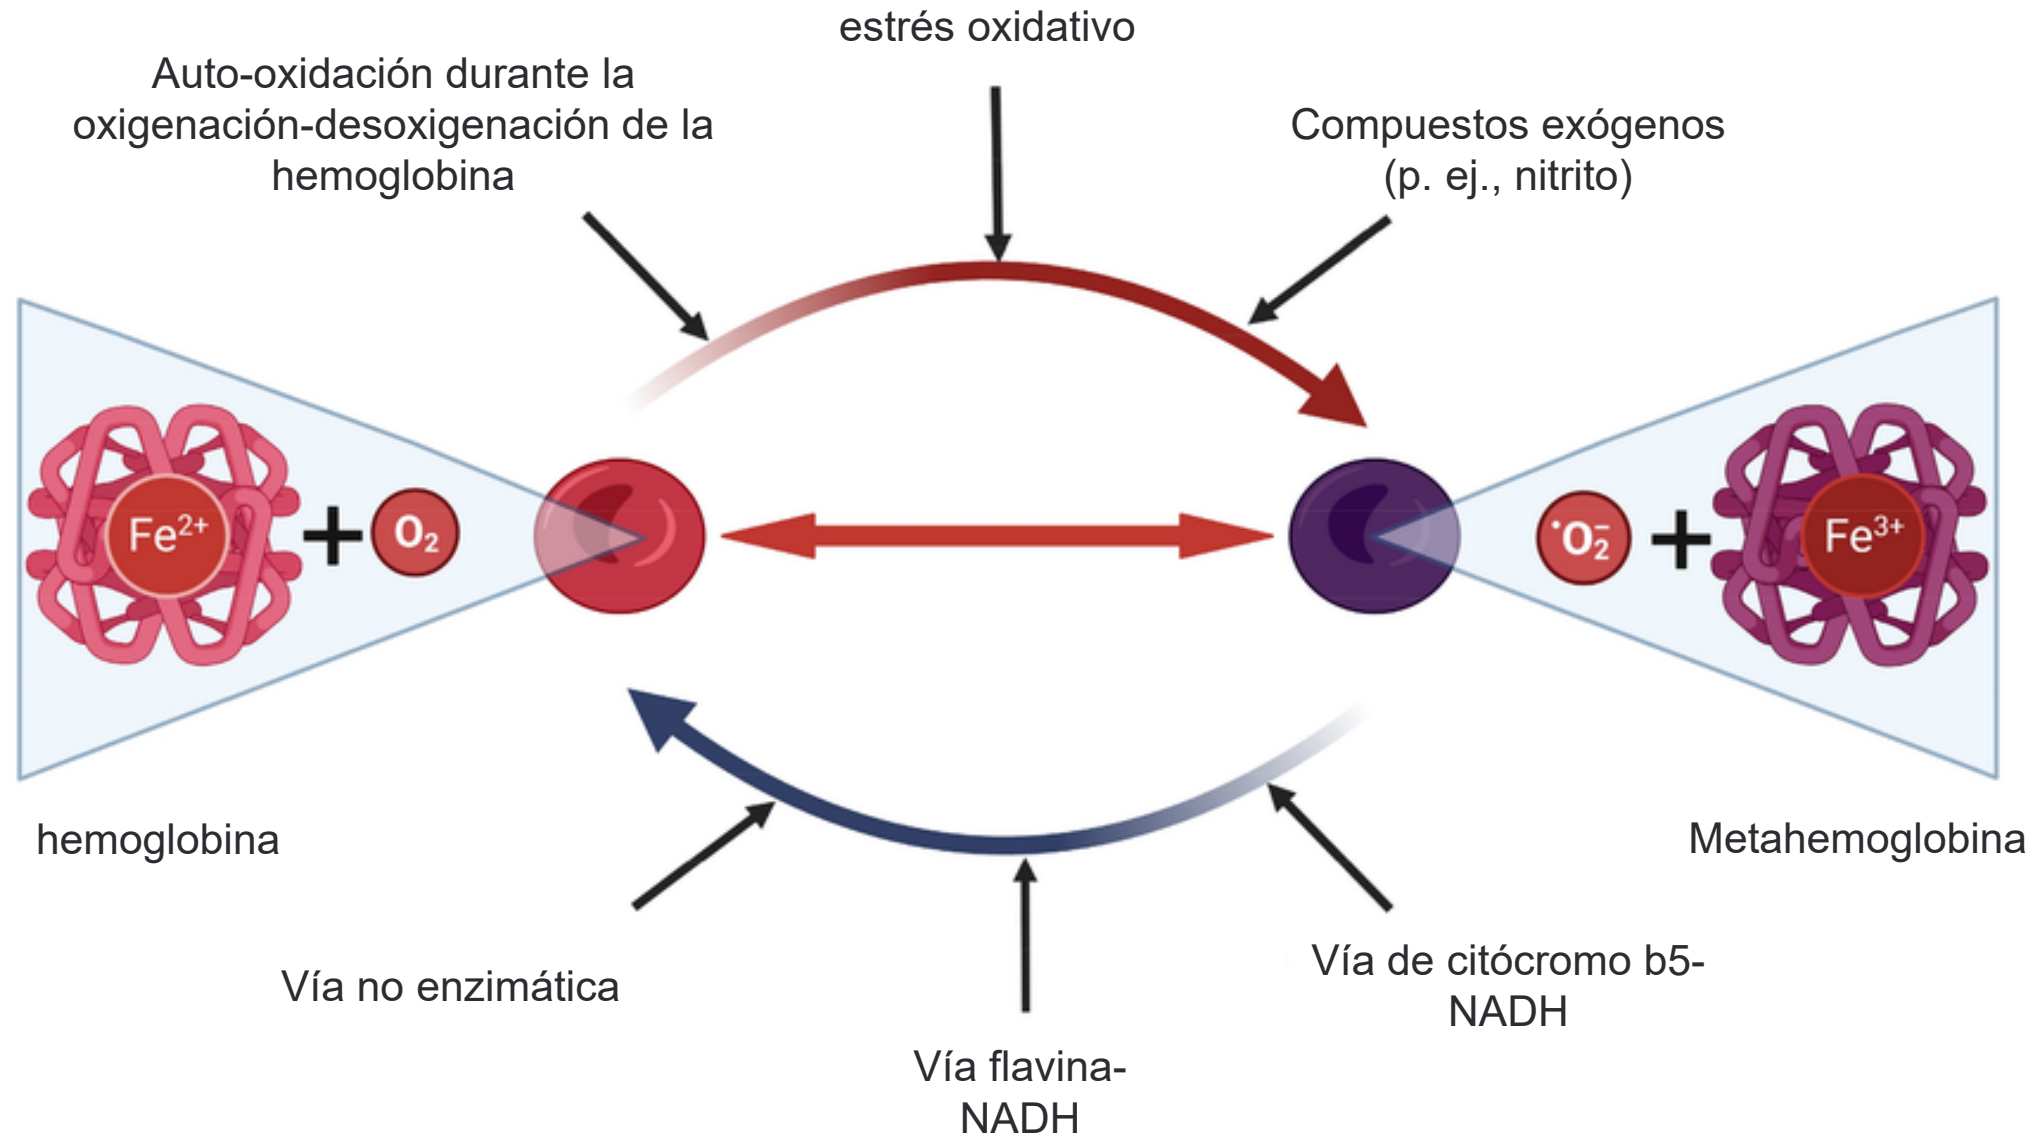 estrés oxidativo
Auto-oxidación durante la
oxigenación-desoxigenación de la
hemoglobina
Compuestos exógenos
(p. ej., nitrito)
Fe2+
+
O2
•O2−
+
Fe3+
hemoglobina
Metahemoglobina
Vía no enzimática
Vía flavina-
NADH
Vía de citócromo b5-
NADH